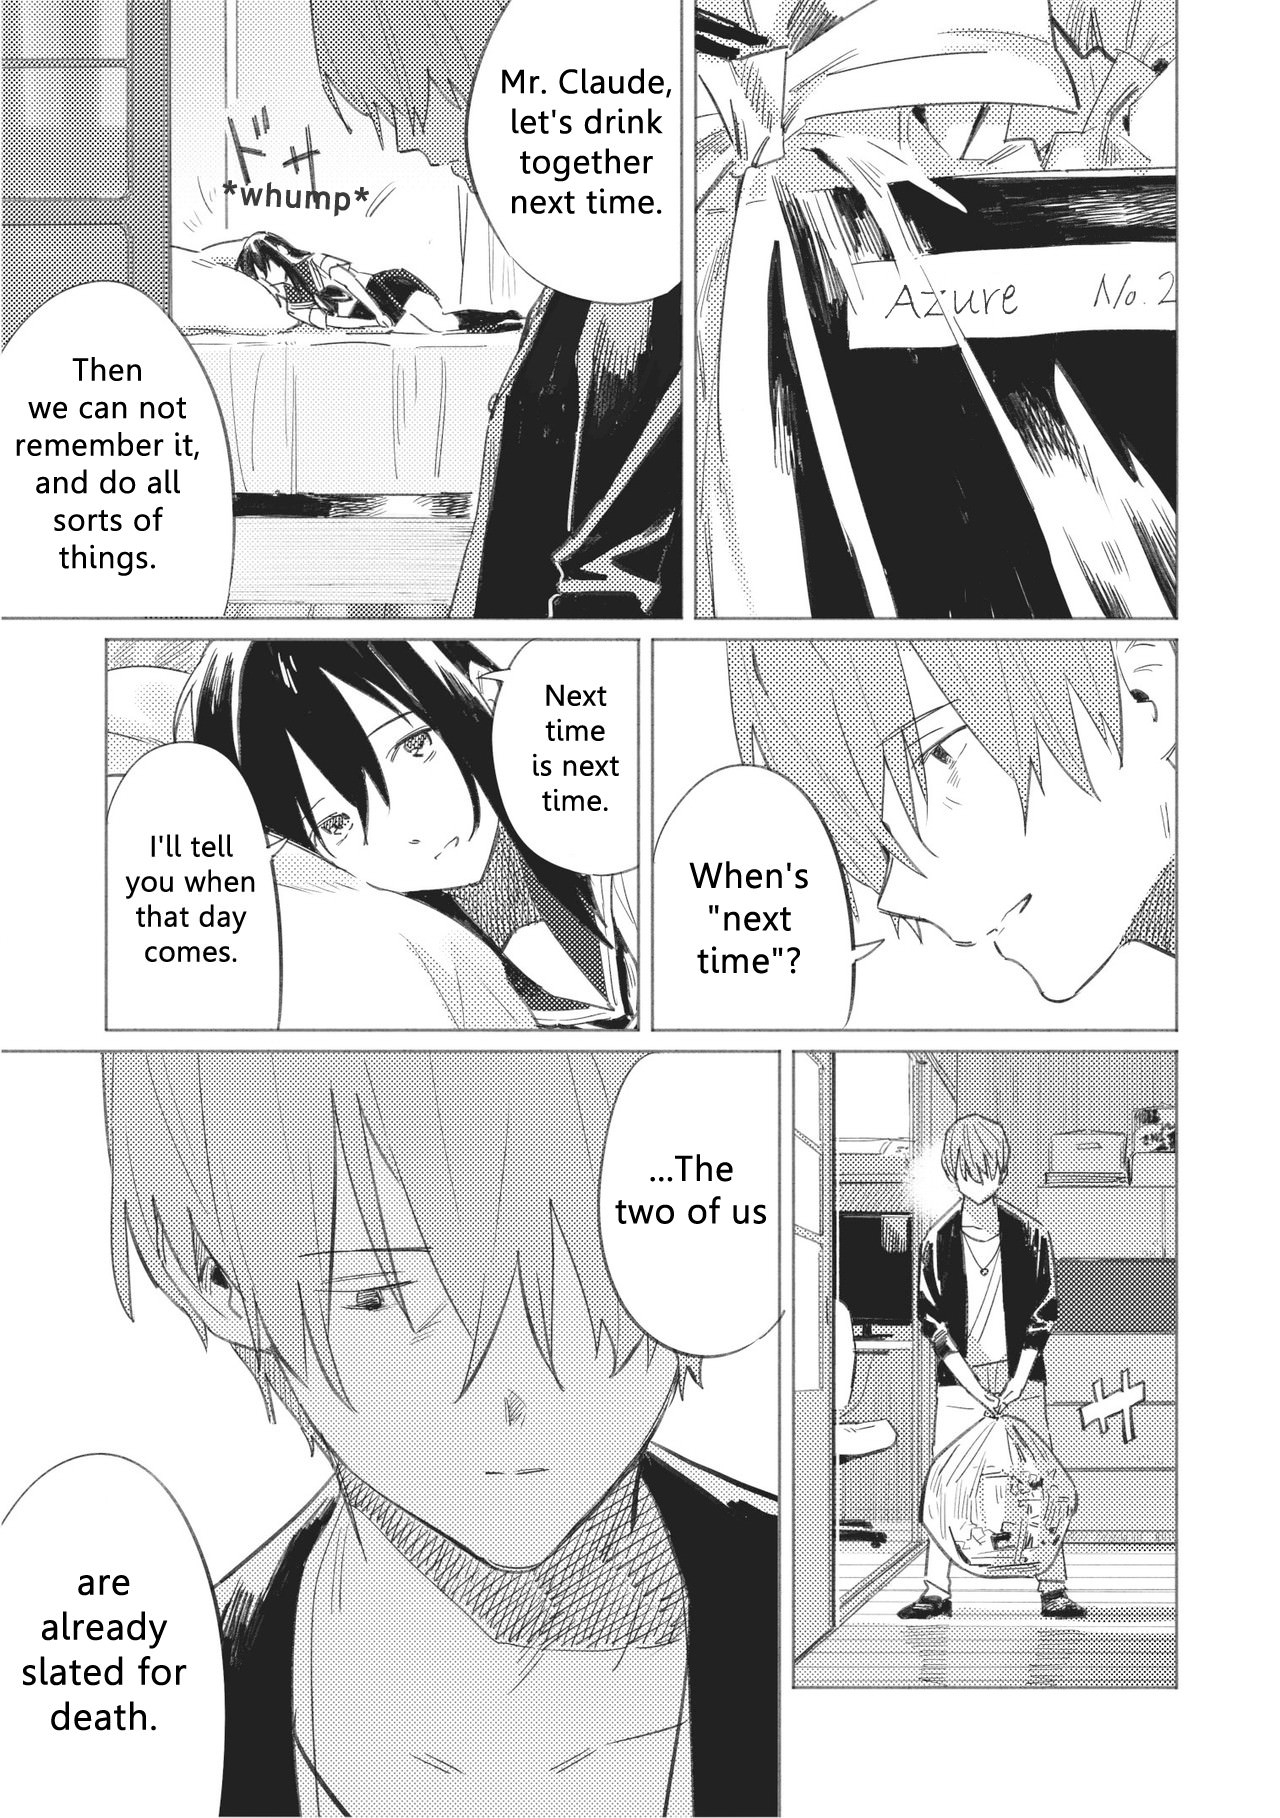 Azure No.2
Mr. Claude,
let's drink
together
next time.
ドサ
*whump*
Then
we can not
remember it,
and do all
sorts of
things.
When's
"next
time"?
Next
time
is next
time.
I'll tell
you when
that day
comes.
サ
...The
two of us
are
already
slated for
death.